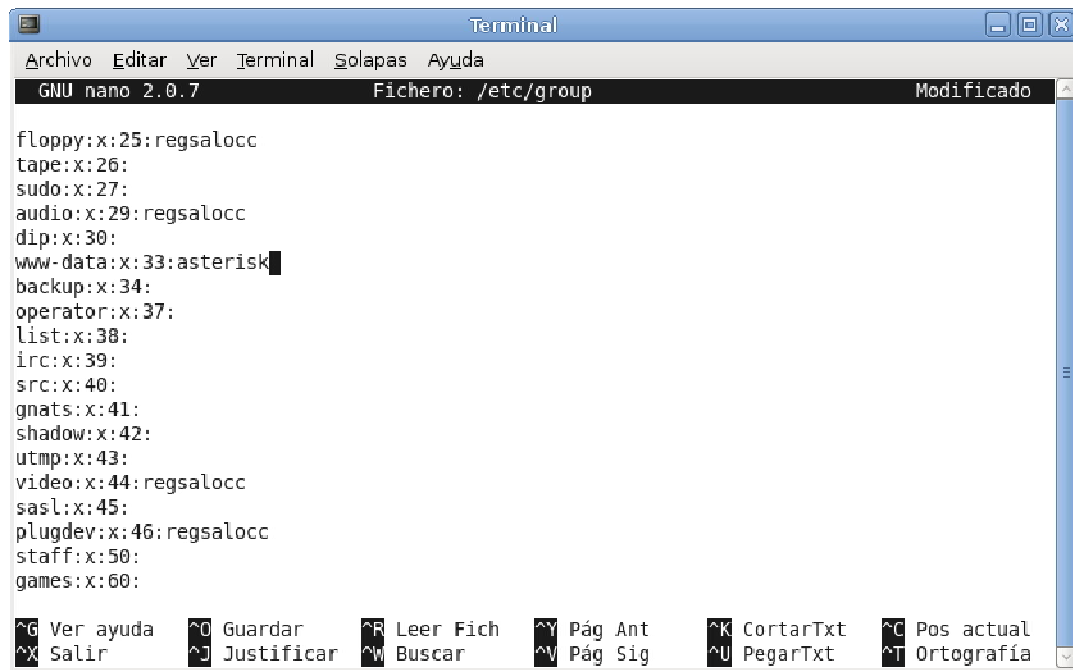 Terminal
Archivo Editar Ver Terminal Solapas Ayuda
GNU nano 2.0.7 Fichero: /etc/group Modificado
floppy:x:25:regsalocc
tape:x:26:
sudo:x:27:
audio:x:29:regsalocc
dip:x:30:
www-data:x:33:asterisk
backup:x:34:
operator:x:37:
list:x:38:
irc:x:39:
src:x:40:
gnats:x:41:
shadow:x:42:
utmp:x:43:
video:x:44:regsalocc
sasl:x:45:
plugdev:x:46:regsalocc
staff:x:50:
games:x:60:
^G Ver ayuda ^O Guardar ^R Leer Fich ^Y Pág Ant ^K CortarTxt ^C Pos actual
^X Salir ^J Justificar ^W Buscar ^V Pág Sig ^U PegarTxt ^T Ortografía